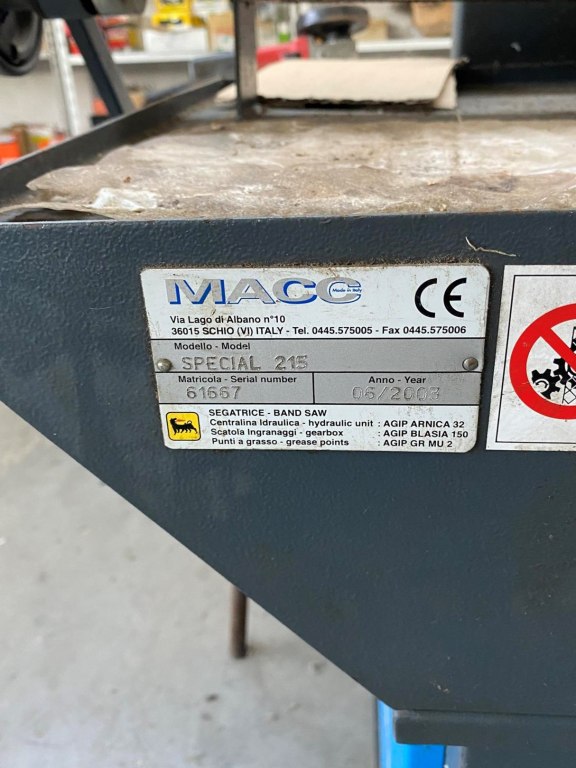 MACC
Made in Italy
CE
Via Lago di Albano n°10
36015 SCHIO (VI) ITALY - Tel. 0445.575005 - Fax 0445.575006
Modello - Model
SPECIAL 215
Matricola - Serial number
Anno - Year
61667
06/2003
SEGATRICE - BAND SAW
Centralina Idraulica - hydraulic unit : AGIP ARNICA 32
Scatola Ingranaggi - gearbox : AGIP BLASIA 150
Punti a grasso - grease points : AGIP GR MU 2